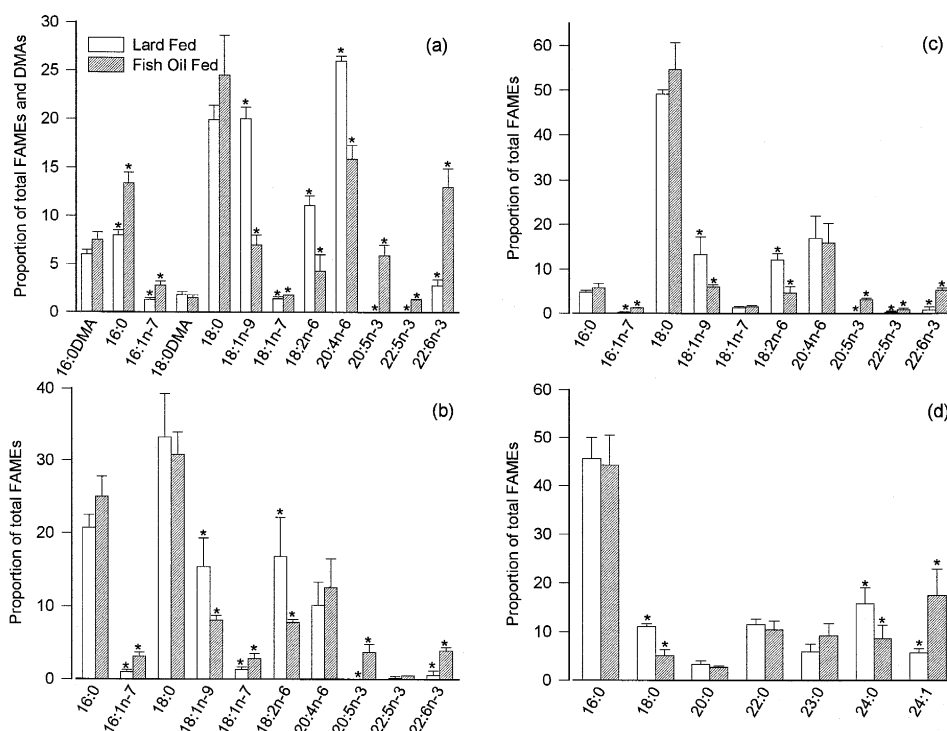 (a)
Proportion of total FAMEs and DMAs
30
25
20
15
10
5
0
Lard Fed
Fish Oil Fed
* * * * * * * * * * * * * * * *
16:0DMA
16:0
16:1n-7
18:0DMA
18:0
18:1n-9
18:1n-7
18:2n-6
20:4n-6
20:5n-3
22:5n-3
22:6n-3
(c)
Proportion of total FAMEs
60
50
40
30
20
10
0
16:0
16:1n-7
18:0
18:1n-9
18:1n-7
18:2n-6
20:4n-6
20:5n-3
22:5n-3
22:6n-3
(b)
Proportion of total FAMEs
40
30
20
10
0
16:0
16:1n-7
18:0
18:1n-9
18:1n-7
18:2n-6
20:4n-6
20:5n-3
22:5n-3
22:6n-3
(d)
Proportion of total FAMEs
60
50
40
30
20
10
0
16:0
18:0
20:0
22:0
23:0
24:0
24:1